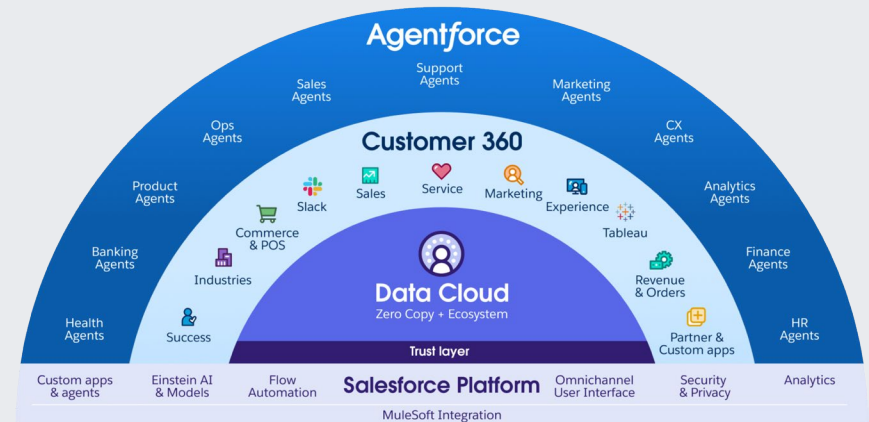 Agentforce
Support
Agents
Sales
Agents
Marketing
Agents
Ops
Agents
CX
Agents
Product
Agents
Analytics
Agents
Banking
Agents
Finance
Agents
Health
Agents
HR
Agents
Customer 360
Success
Industries
Commerce
& POS
Slack
Sales
Service
Marketing
Experience
Tableau
Revenue
& Orders
Partner &
Custom apps
Data Cloud
Zero Copy + Ecosystem
Trust layer
Custom apps
& agents
Einstein AI
& Models
Flow
Automation
Salesforce Platform
Omnichannel
User Interface
Security
& Privacy
Analytics
MuleSoft Integration